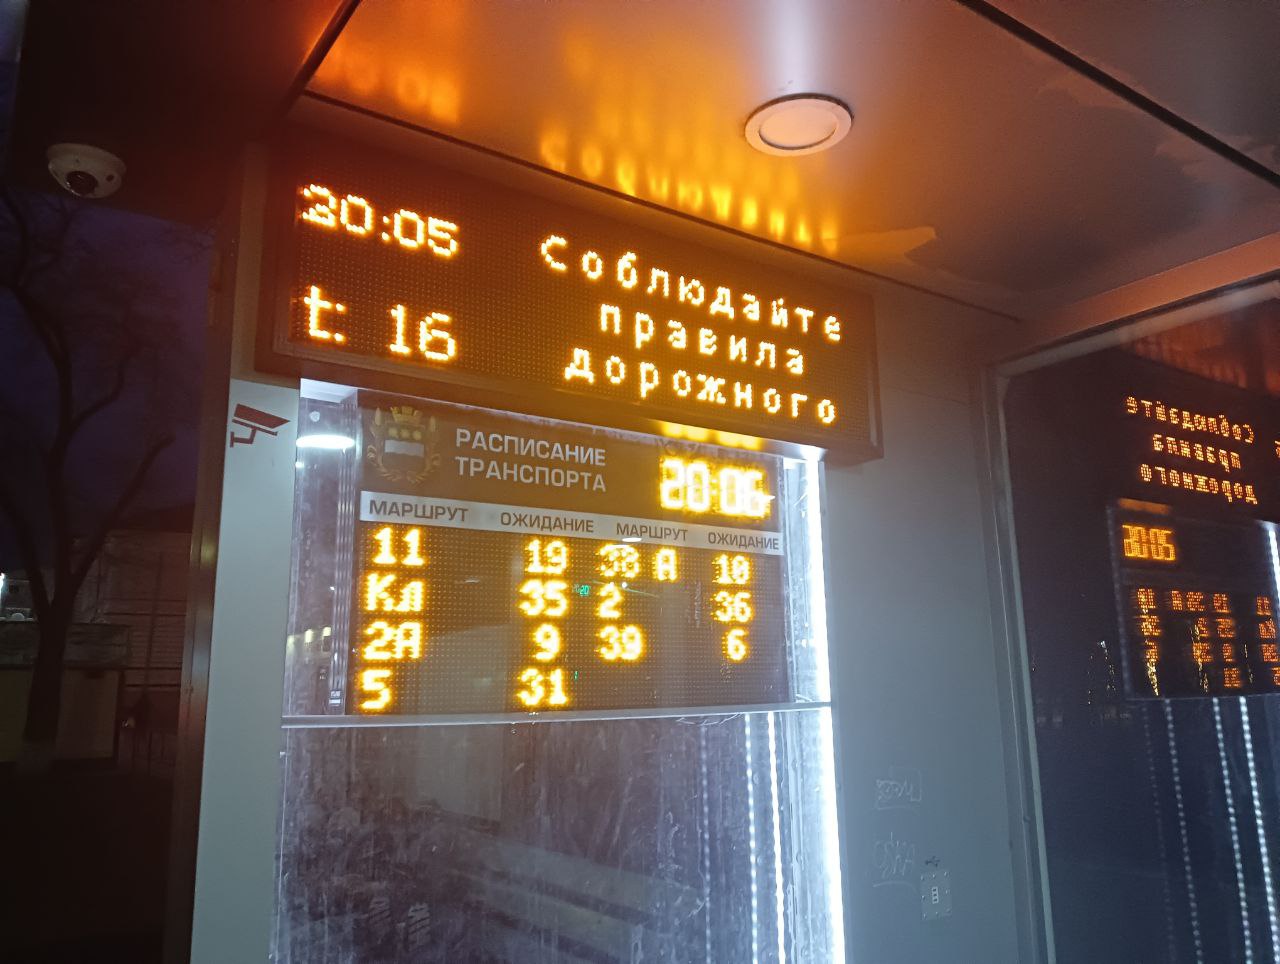 20:05
t: 16
Соблюдайте
правила
дорожного
РАСПИСАНИЕ
ТРАНСПОРТА
20:06
МАРШРУТ ОЖИДАНИЕ МАРШРУТ ОЖИДАНИЕ
11 19 38 А 10
Кл 35 2 36
2А 9 39 6
5 31